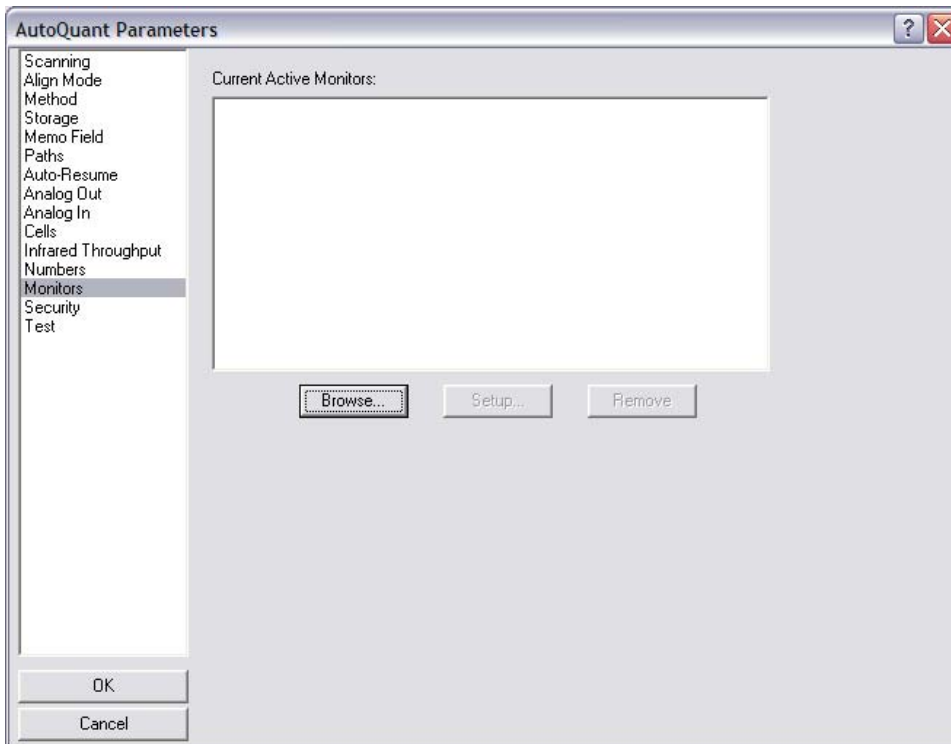 AutoQuant Parameters
Scanning
Align Mode
Method
Storage
Memo Field
Paths
Auto-Resume
Analog Out
Analog In
Cells
Infrared Throughput
Numbers
Monitors
Security
Test
Current Active Monitors:
Browse... Setup... Remove
OK
Cancel